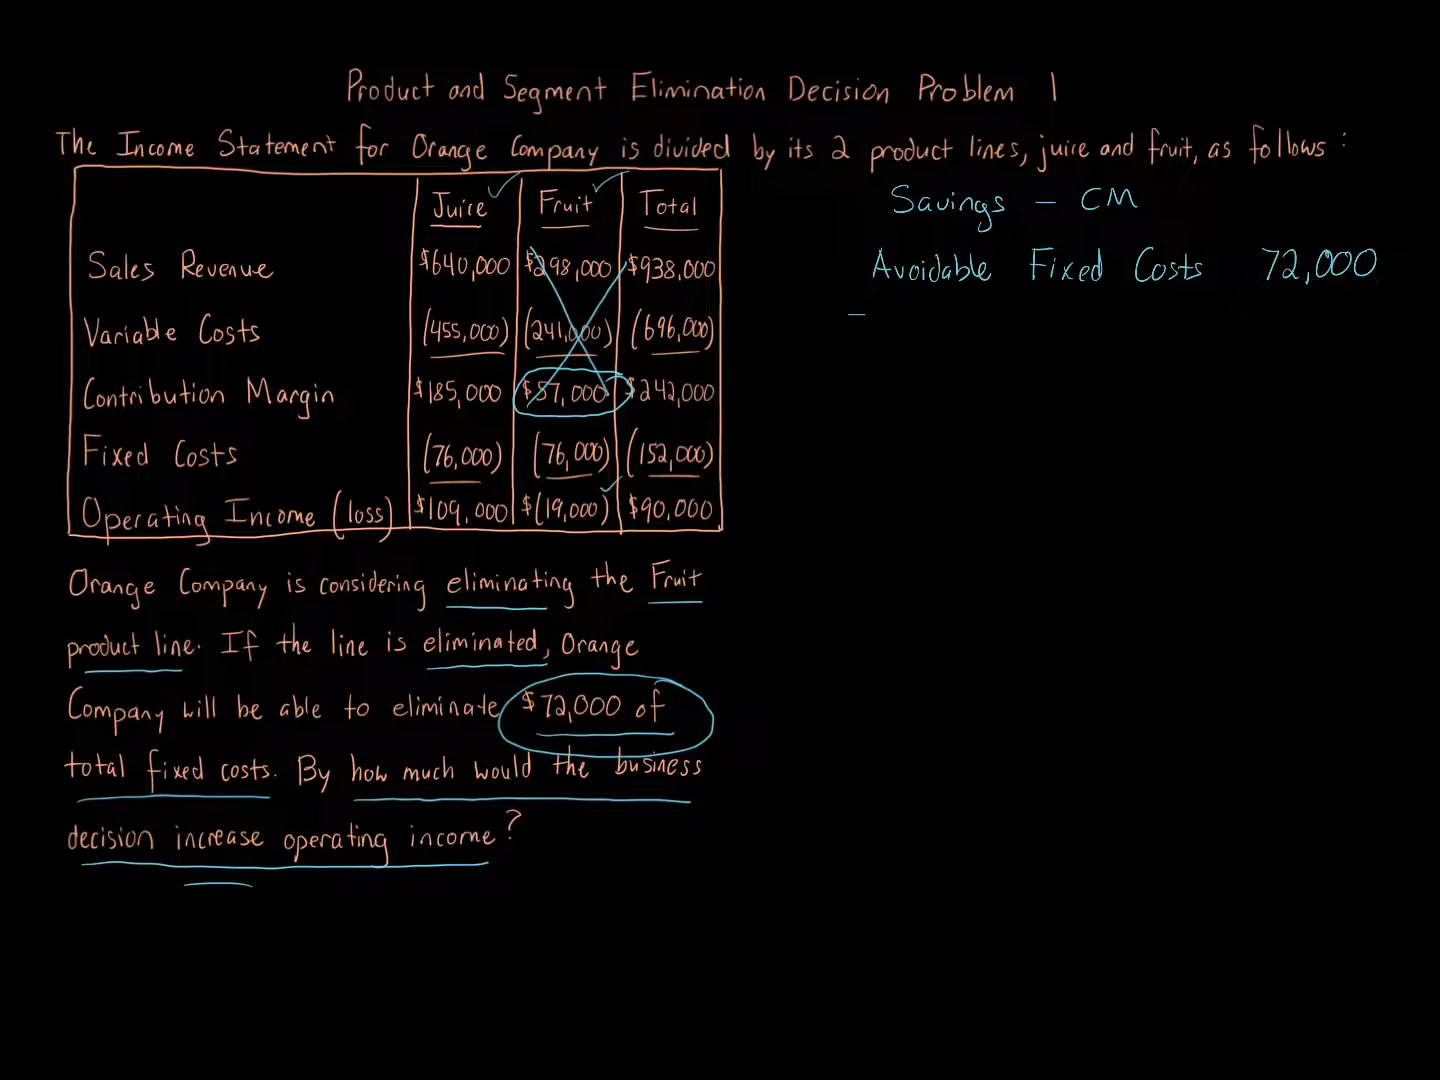 Product and Segment Elimination Decision Problem 1
The Income Statement for Orange Company is divided by its 2 product lines, juice and fruit, as follows:
Juice Fruit Total
Sales Revenue $640,000 $298,000 $938,000
Variable Costs (455,000) (241,000) (696,000)
Contribution Margin $185,000 $57,000 $242,000
Fixed Costs (76,000) (76,000) (152,000)
Operating Income (loss) $109,000 $(19,000) $90,000
Orange Company is considering eliminating the Fruit
product line. If the line is eliminated, Orange
Company will be able to eliminate $72,000 of
total fixed costs. By how much would the business
decision increase operating income?
Savings - CM
Avoidable Fixed Costs 72,000
-